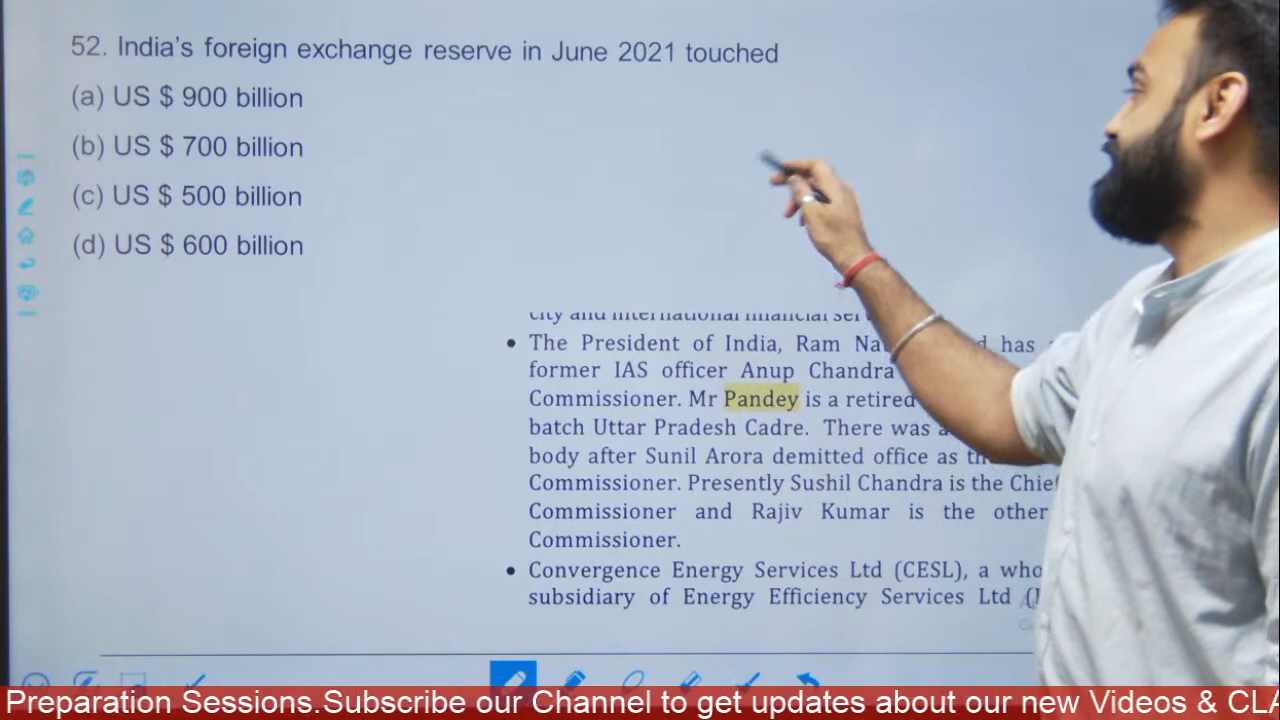 52. India's foreign exchange reserve in June 2021 touched
(a) US $ 900 billion
(b) US $ 700 billion
(c) US $ 500 billion
(d) US $ 600 billion
city and international financial
The President of India, Ram has
former IAS officer Anup Chandra
Commissioner. Mr Pandey is a retired
batch Uttar Pradesh Cadre. There was
body after Sunil Arora demitted office as
Commissioner. Presently Sushil Chandra is the
Commissioner and Rajiv Kumar is the other
Commissioner.
Convergence Energy Services Ltd (CESL), a
subsidiary of Energy Efficiency Services Ltd
Preparation Sessions.Subscribe our Channel to get updates about our new Videos &